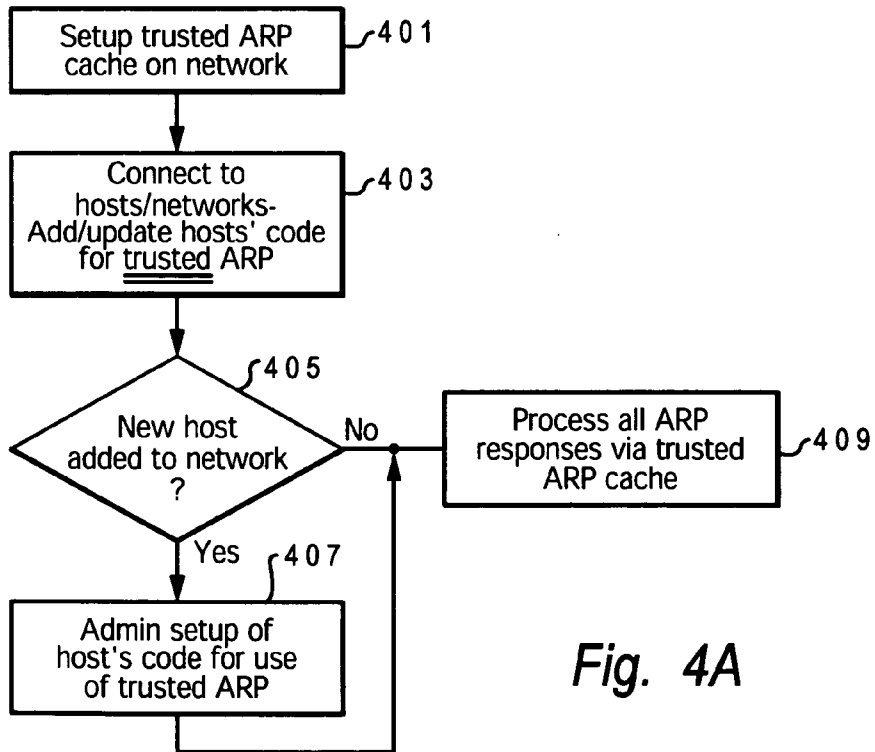 Setup trusted ARP
cache on network
401
Connect to
hosts/networks-
Add/update hosts' code
for trusted ARP
403
405
New host
added to network
?
No
Yes
Process all ARP
responses via trusted
ARP cache
409
407
Admin setup of
host's code for use
of trusted ARP
Fig. 4A